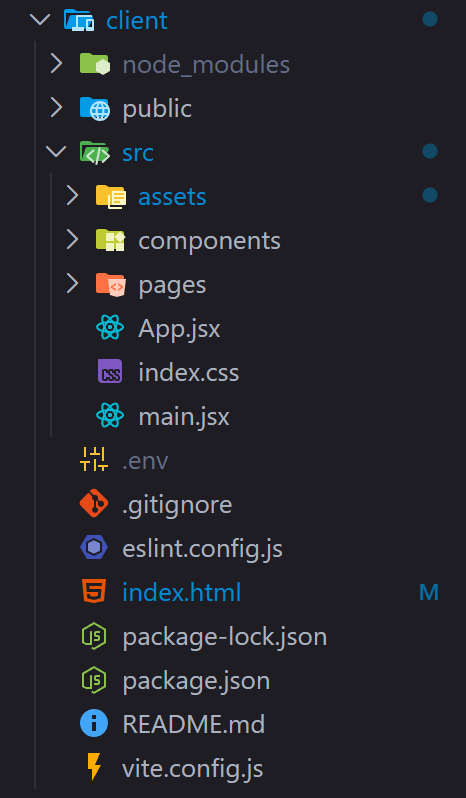 client
node_modules
public
src
assets
components
pages
App.jsx
CSS index.css
main.jsx
.env
.gitignore
eslint.config.js
index.html M
package-lock.json
package.json
README.md
vite.config.js